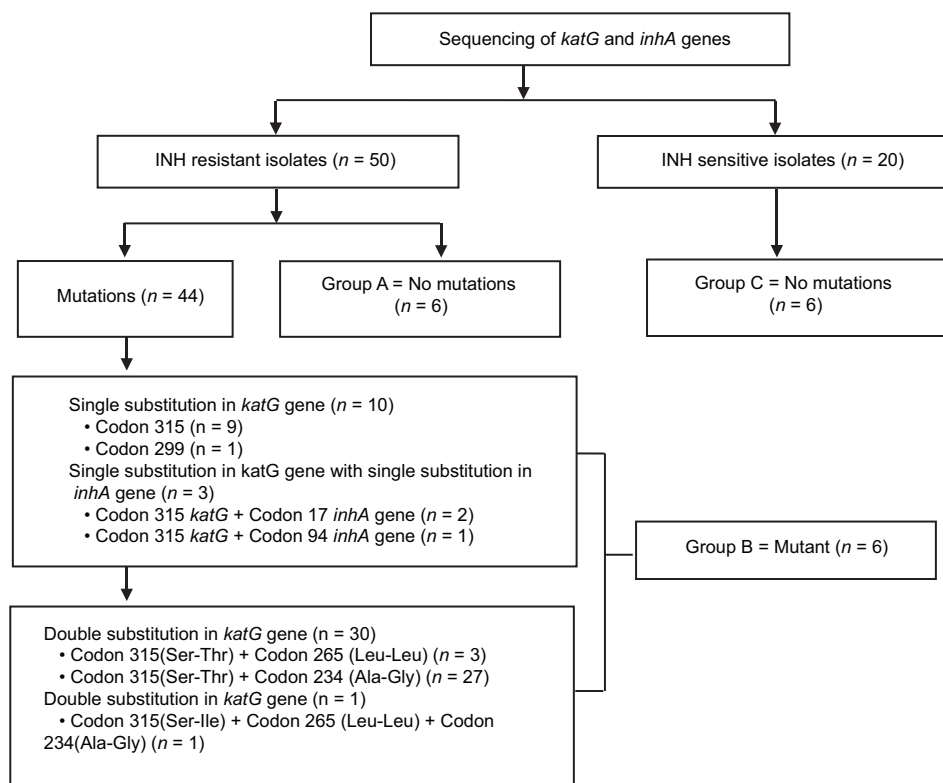 Sequencing of katG and inhA genes
INH resistant isolates (n = 50)
INH sensitive isolates (n = 20)
Mutations (n = 44)
Group A = No mutations
(n = 6)
Group C = No mutations
(n = 6)
Single substitution in katG gene (n = 10)
• Codon 315 (n = 9)
• Codon 299 (n = 1)
Single substitution in katG gene with single substitution in
inhA gene (n = 3)
• Codon 315 katG + Codon 17 inhA gene (n = 2)
• Codon 315 katG + Codon 94 inhA gene (n = 1)
Group B = Mutant (n = 6)
Double substitution in katG gene (n = 30)
• Codon 315(Ser-Thr) + Codon 265 (Leu-Leu) (n = 3)
• Codon 315(Ser-Thr) + Codon 234 (Ala-Gly) (n = 27)
Double substitution in katG gene (n = 1)
• Codon 315(Ser-Ile) + Codon 265 (Leu-Leu) + Codon
234(Ala-Gly) (n = 1)